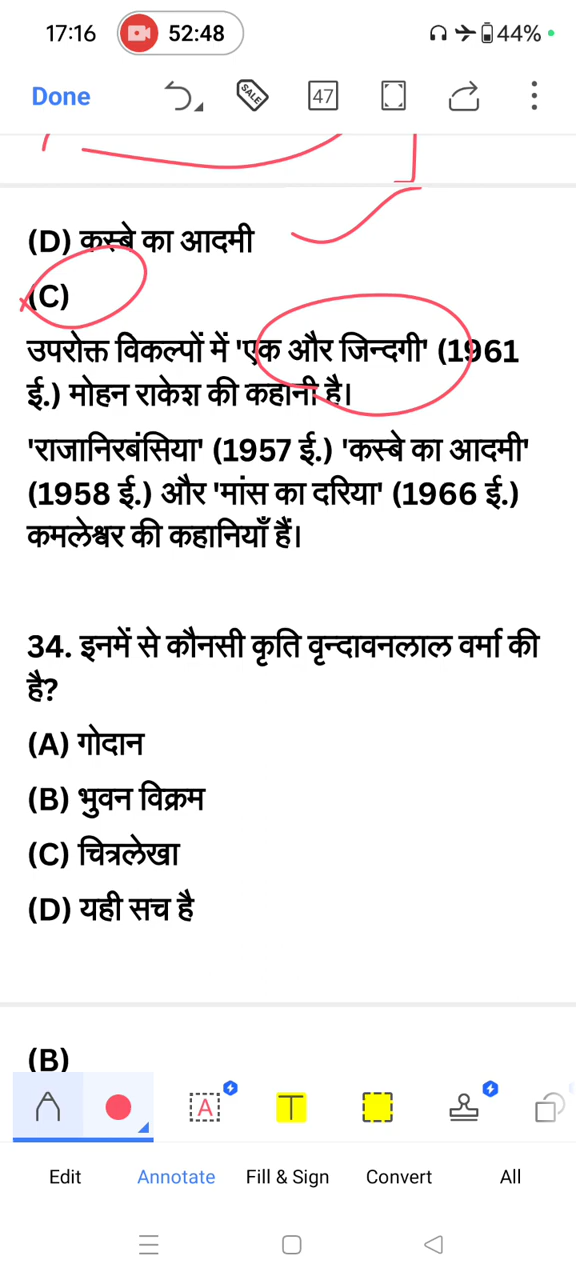 17:16
52:48
44%
Done
SALE
47
(D) कस्बे का आदमी
(C)
उपरोक्त विकल्पों में 'एक और जिन्दगी' (1961
ई.) मोहन राकेश की कहानी है।
'राजानिरबंसिया' (1957 ई.) 'कस्बे का आदमी'
(1958 ई.) और 'मांस का दरिया' (1966 ई.)
कमलेश्वर की कहानियाँ हैं।
34. इनमें से कौनसी कृति वृन्दावनलाल वर्मा की
है?
(A) गोदान
(B) भुवन विक्रम
(C) चित्रलेखा
(D) यही सच है
(B)
A T
Edit Annotate Fill & Sign Convert All